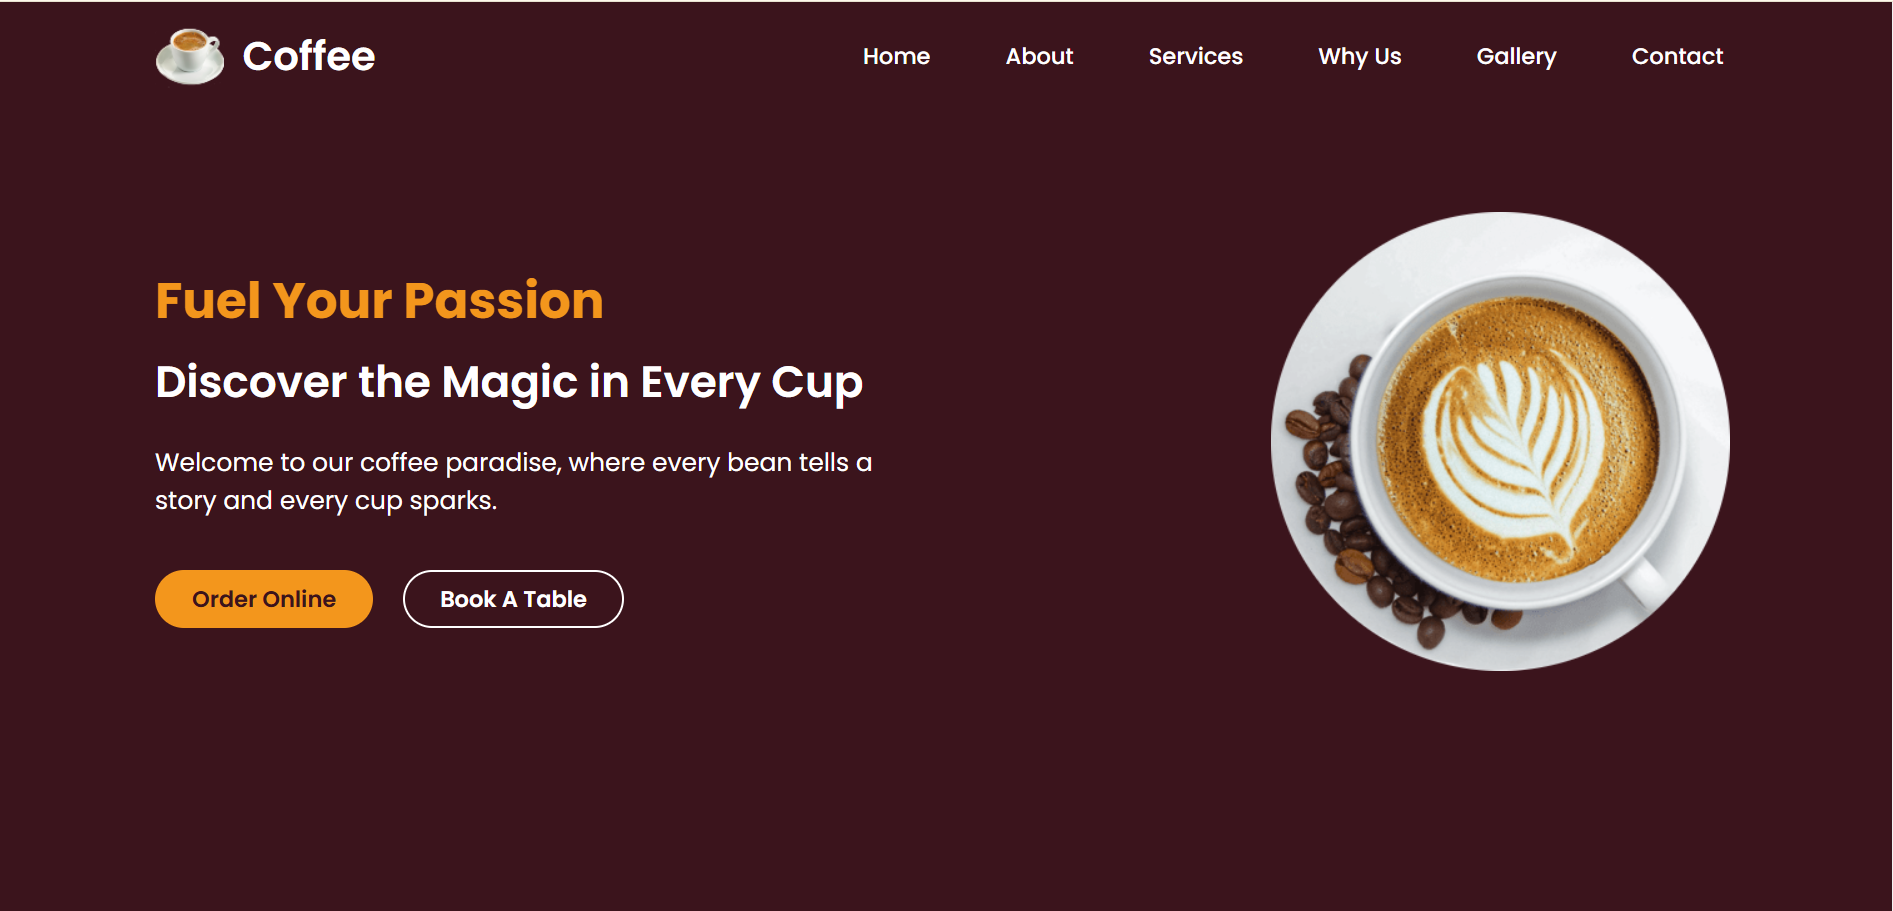 Coffee
Home About Services Why Us Gallery Contact
Fuel Your Passion
Discover the Magic in Every Cup
Welcome to our coffee paradise, where every bean tells a
story and every cup sparks.
Order Online
Book A Table